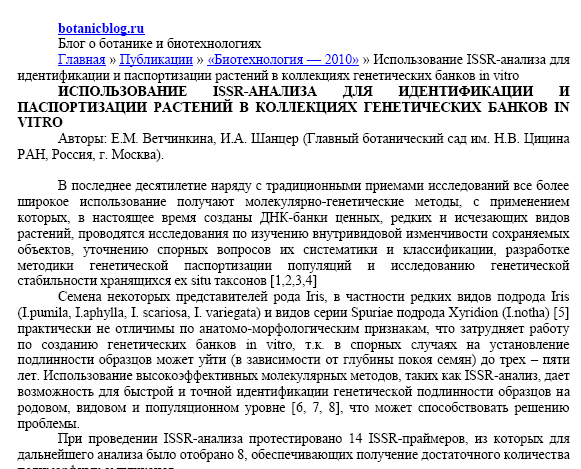 botanicblog.ru
Блог о ботанике и биотехнологиях
Главная » Публикации » «Биотехнология — 2010» » Использование ISSR-анализа для
идентификации и паспортизации растений в коллекциях генетических банков in vitro
ИСПОЛЬЗОВАНИЕ ISSR-АНАЛИЗА ДЛЯ ИДЕНТИФИКАЦИИ И
ПАСПОРТИЗАЦИИ РАСТЕНИЙ В КОЛЛЕКЦИЯХ ГЕНЕТИЧЕСКИХ БАНКОВ IN
VITRO
Авторы: Е.М. Ветчинкина, И.А. Шанцер (Главный ботанический сад им. Н.В. Цицина
РАН, Россия, г. Москва).
В последнее десятилетие наряду с традиционными приемами исследований все более
широкое использование получают молекулярно-генетические методы, с применением
которых, в настоящее время созданы ДНК-банки ценных, редких и исчезающих видов
растений, проводятся исследования по изучению внутривидовой изменчивости сохраняемых
объектов, уточнению спорных вопросов их систематики и классификации, разработке
методики генетической паспортизации популяций и исследованию генетической
стабильности хранящихся ex situ таксонов [1,2,3,4]
Семена некоторых представителей рода Iris, в частности редких видов подрода Iris
(I.pumila, I.aphylla, I. scariosa, I. variegata) и видов серии Spuriae подрода Xyridion (I.notha) [5]
практически не отличимы по анатомо-морфологическим признакам, что затрудняет работу
по созданию генетических банков in vitro, т.к. в спорных случаях на установление
подлинности образцов может уйти (в зависимости от глубины покоя семян) до трех – пяти
лет. Использование высокоэффективных молекулярных методов, таких как ISSR-анализ, дает
возможность для быстрой и точной идентификации генетической подлинности образцов на
родовом, видовом и популяционном уровне [6, 7, 8], что может способствовать решению
проблемы.
При проведении ISSR-анализа протестировано 14 ISSR-праймеров, из которых для
дальнейшего анализа было отобрано 8, обеспечивающих получение достаточного количества